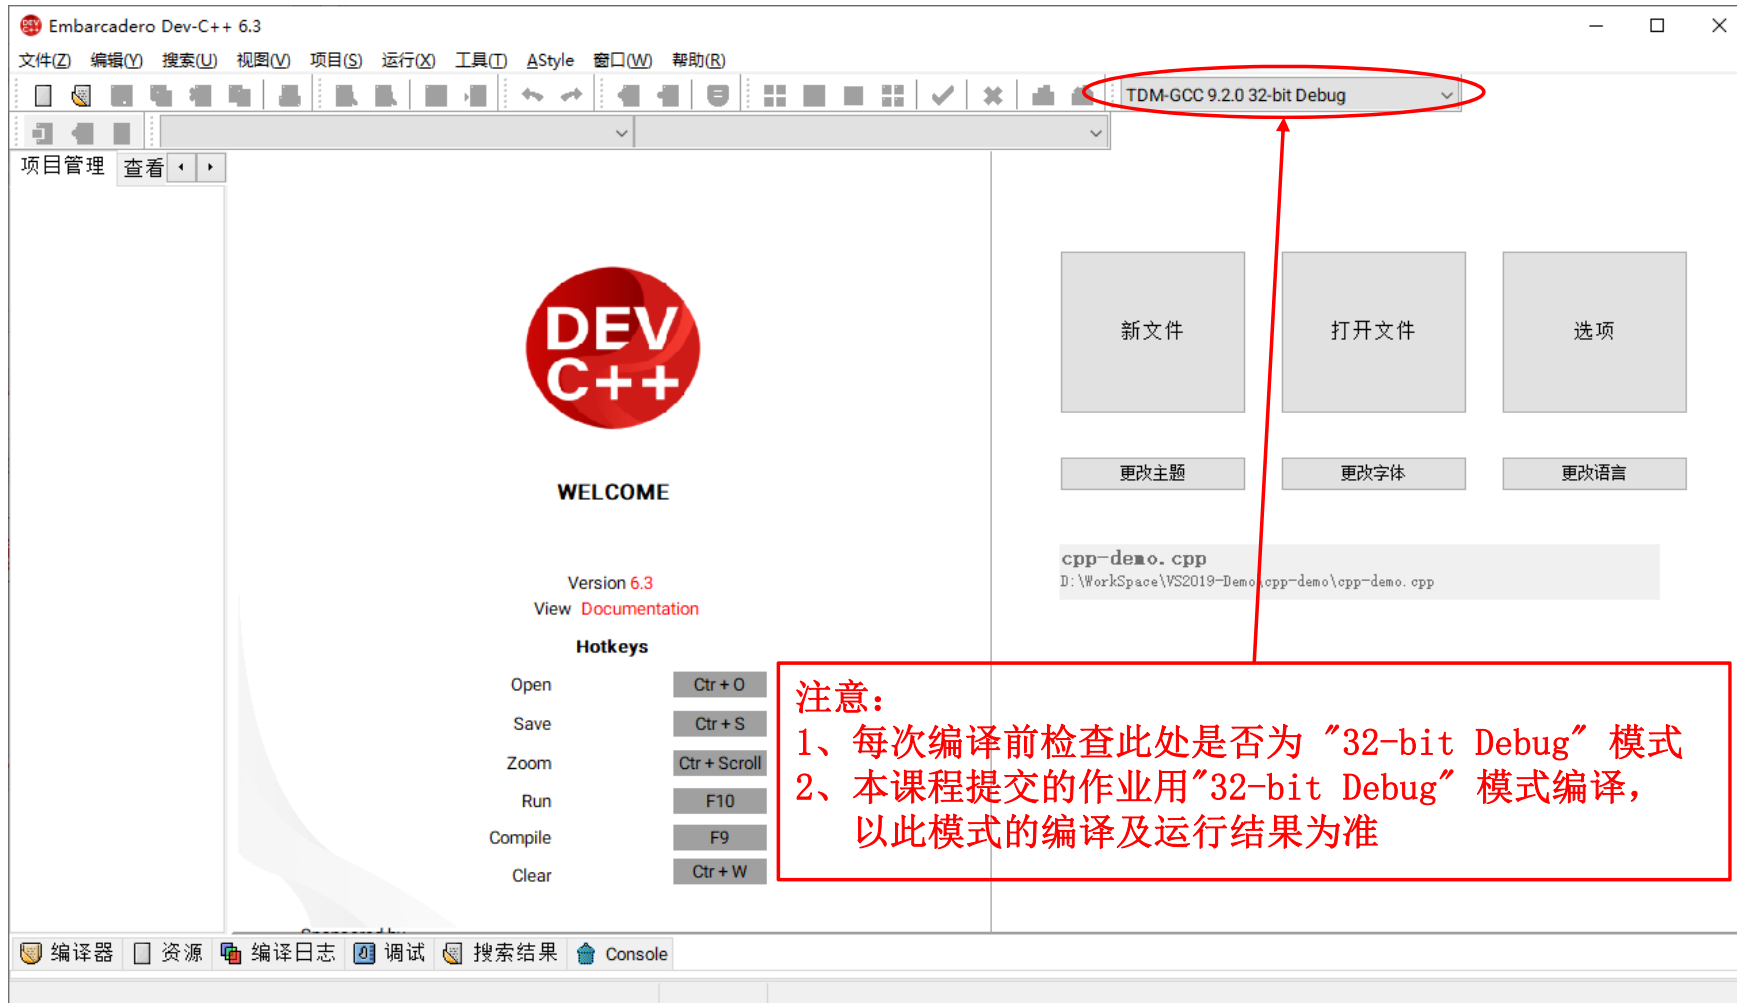 Embarcadero Dev-C++ 6.3
文件(Z) 编辑(Y) 搜索(U) 视图(V) 项目(S) 运行(X) 工具(T) AStyle 窗口(W) 帮助(R)
TDM-GCC 9.2.0 32-bit Debug
项目管理 查看
DEV
C++
WELCOME
Version 6.3
View Documentation
Hotkeys
Open Ctr + O
Save Ctr + S
Zoom Ctr + Scroll
Run F10
Compile F9
Clear Ctr + W
新文件 打开文件 选项
更改主题 更改字体 更改语言
cpp-demo.cpp
D:\WorkSpace\VS2019-Demo\cpp-demo\cpp-demo.cpp
注意：
1、每次编译前检查此处是否为 "32-bit Debug" 模式
2、本课程提交的作业用"32-bit Debug" 模式编译，
以此模式的编译及运行结果为准
编译器 资源 编译日志 调试 搜索结果 Console